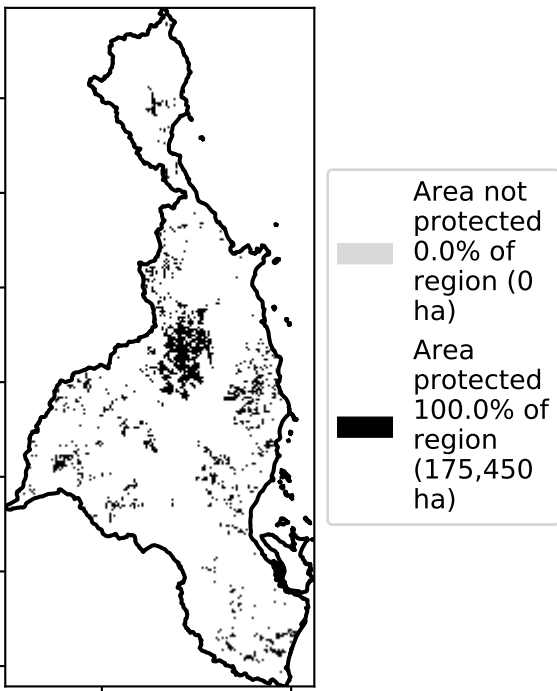 Area not
protected
0.0% of
region (0
ha)
Area
protected
100.0% of
region
(175,450
ha)